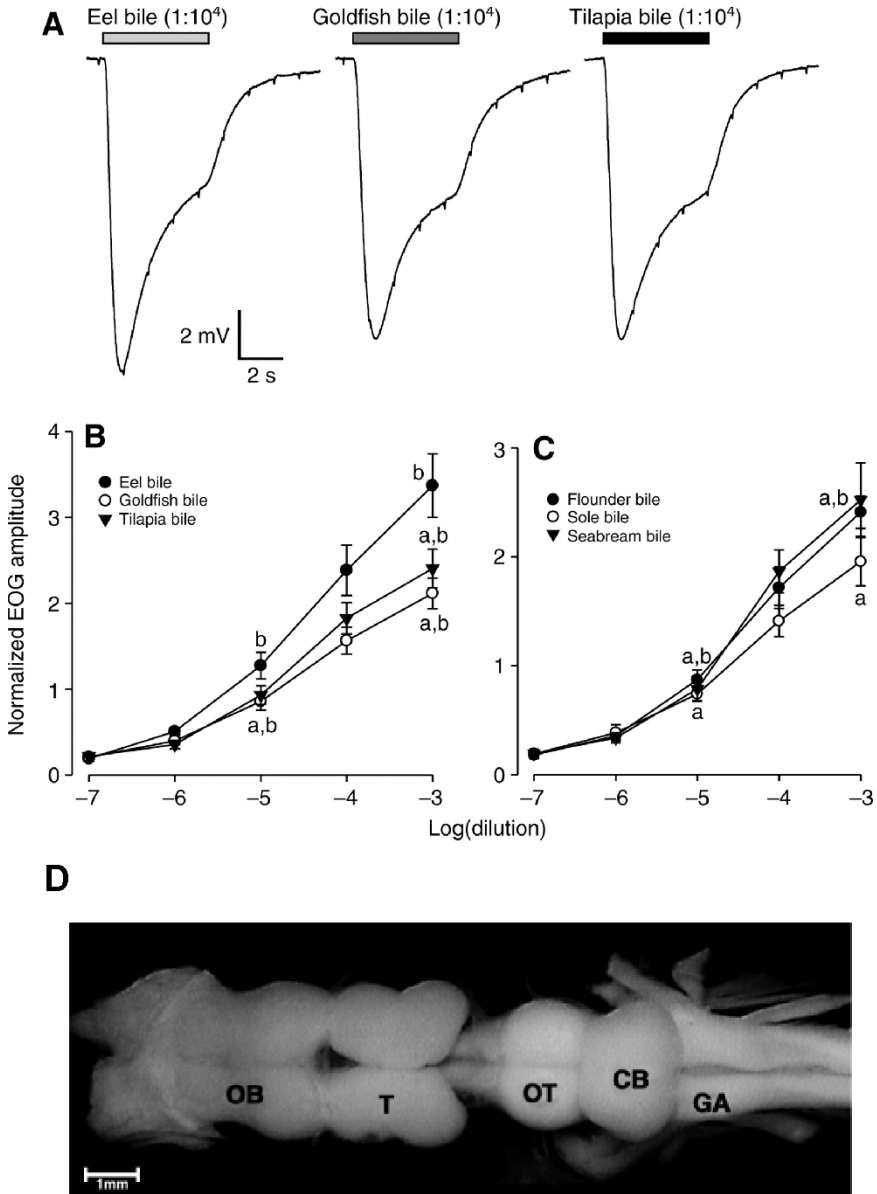 A
Eel bile (1:10⁴)
Goldfish bile (1:10⁴)
Tilapia bile (1:10⁴)
2 mV
2 s
B
Eel bile
Goldfish bile
Tilapia bile
Normalized EOG amplitude
4
3
2
1
0
b
a,b
a,b
b
a,b
–7
–6
–5
–4
–3
C
Flounder bile
Sole bile
Seabream bile
3
2
1
0
a,b
a
a,b
a
–7
–6
–5
–4
–3
Log(dilution)
D
OB
T
OT
CB
GA
1mm